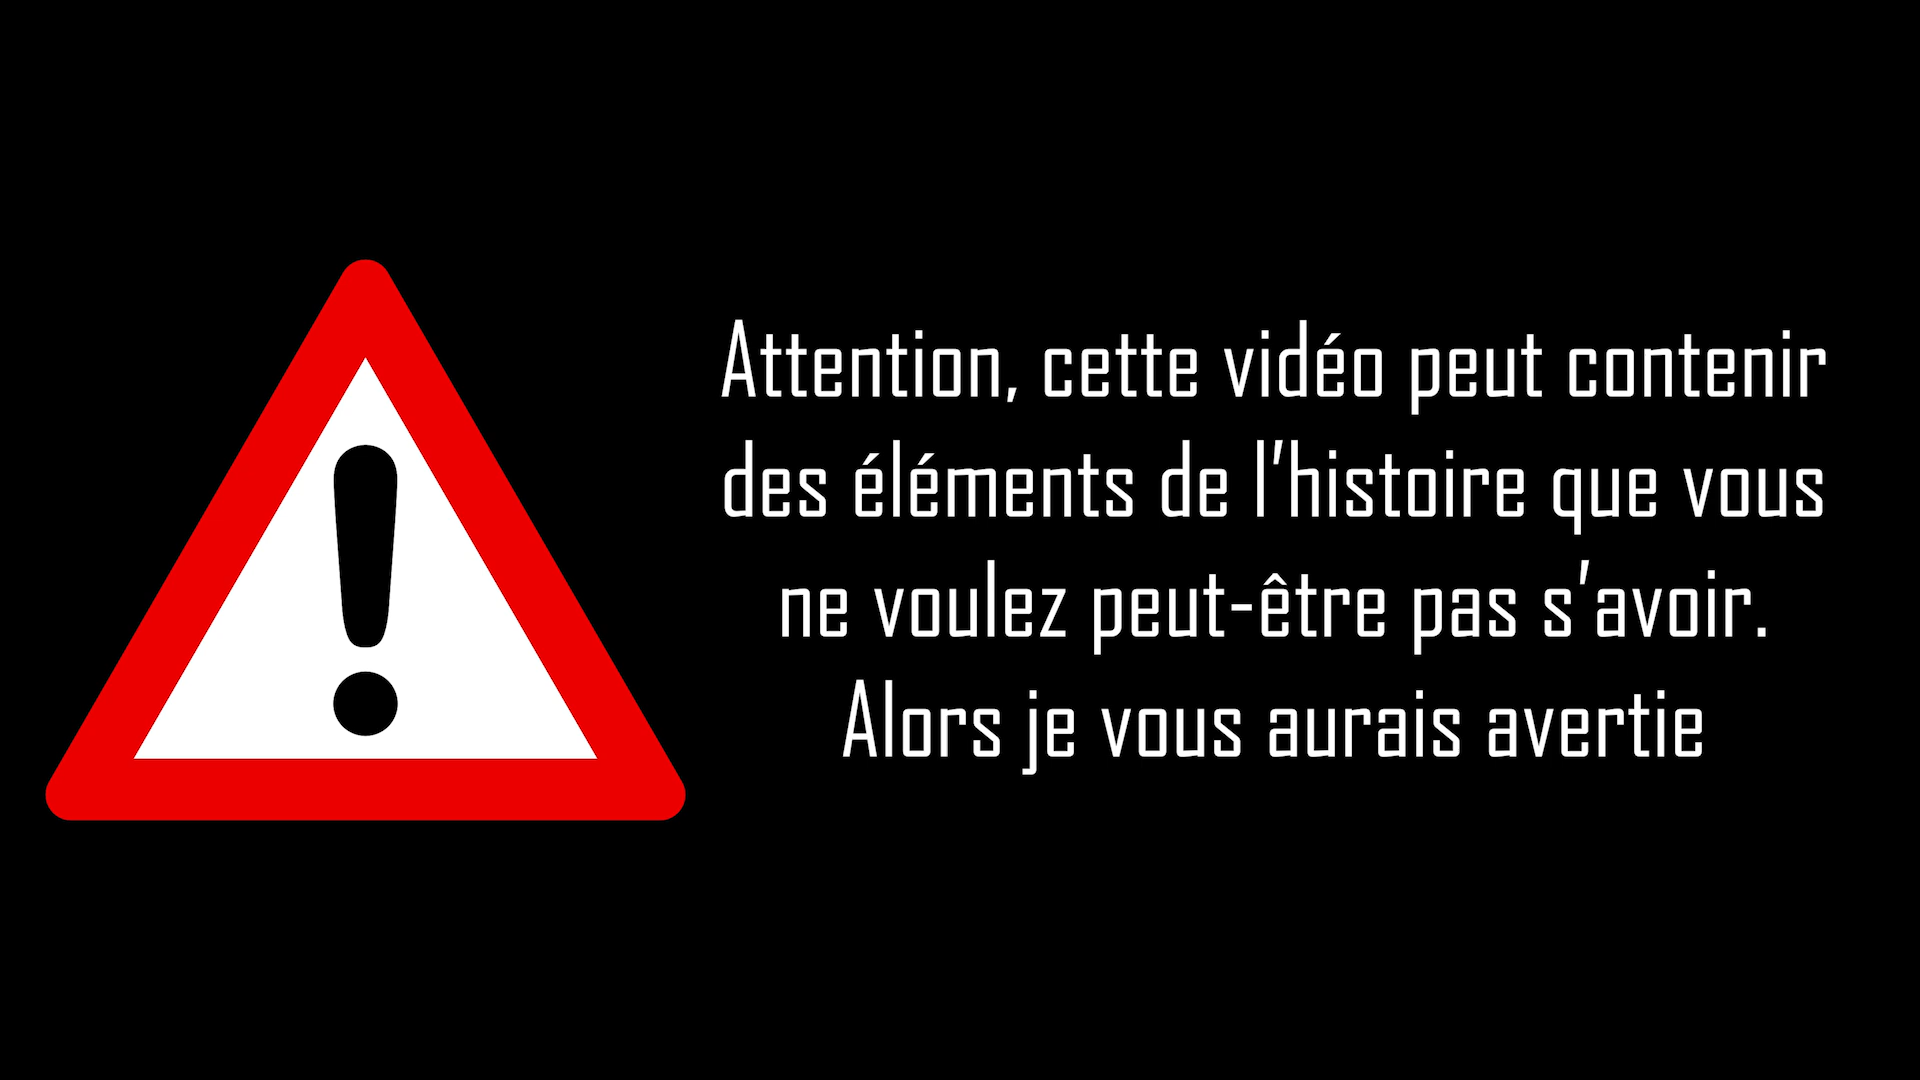 Attention, cette vidéo peut contenir
des éléments de l'histoire que vous
ne voulez peut-être pas s'avoir.
Alors je vous aurais avertie